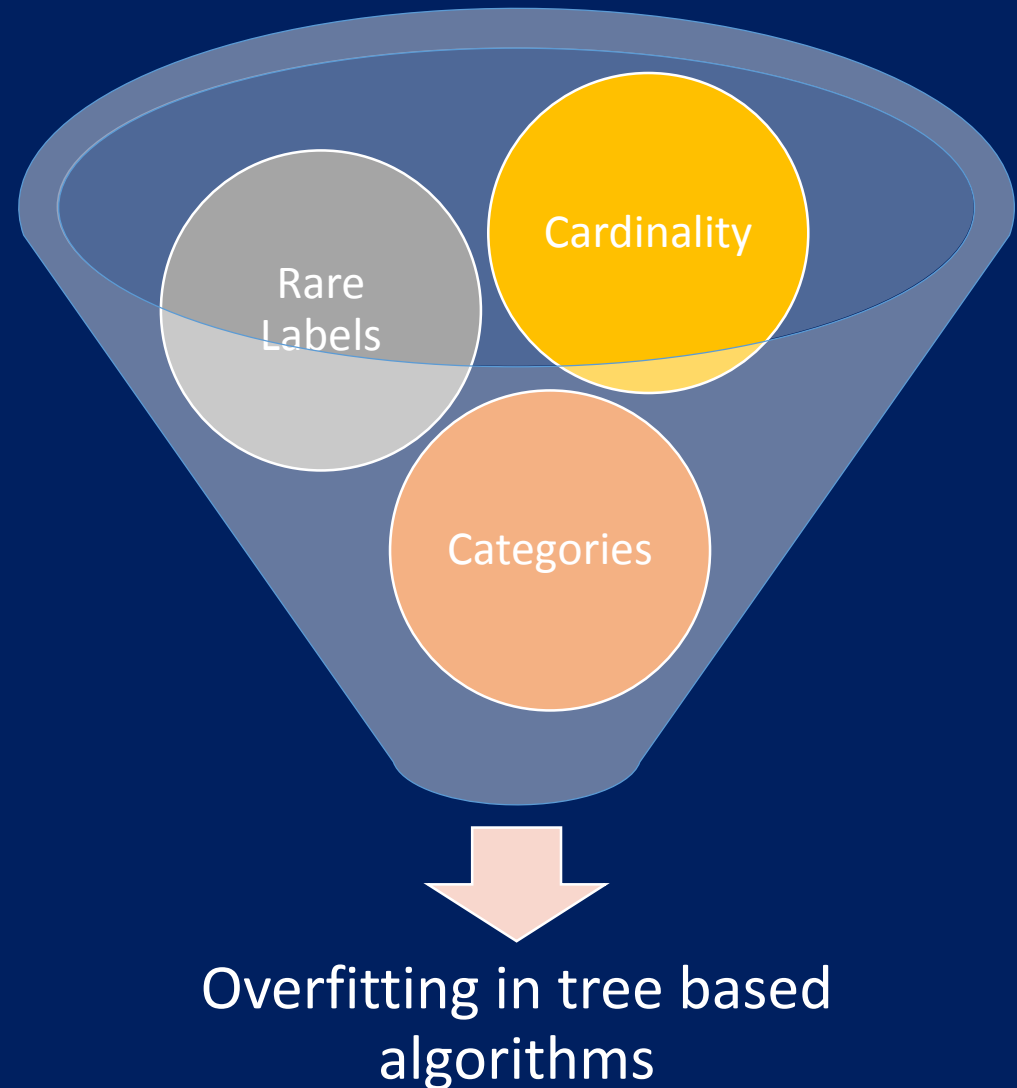 Cardinality
Rare
Labels
Categories
Overfitting in tree based
algorithms